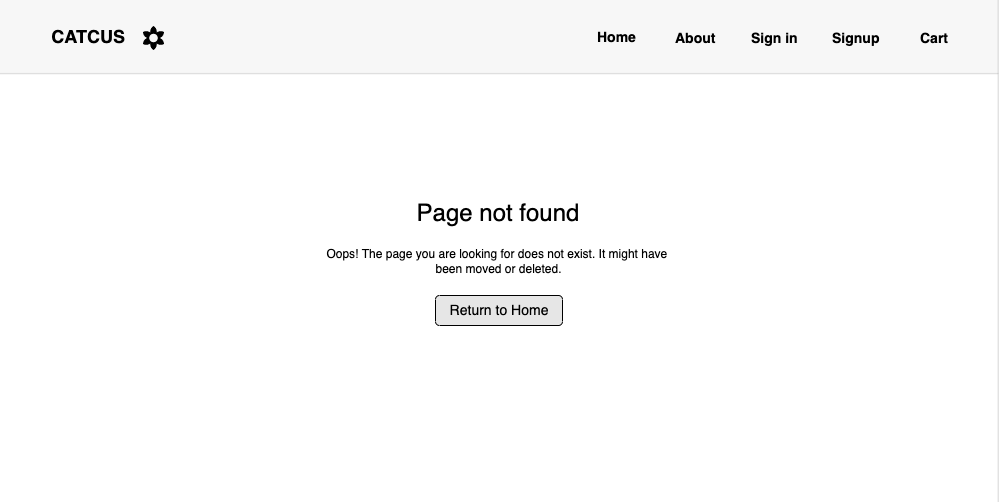 CATCUS
Home About Sign in Signup Cart
Page not found
Oops! The page you are looking for does not exist. It might have
been moved or deleted.
Return to Home